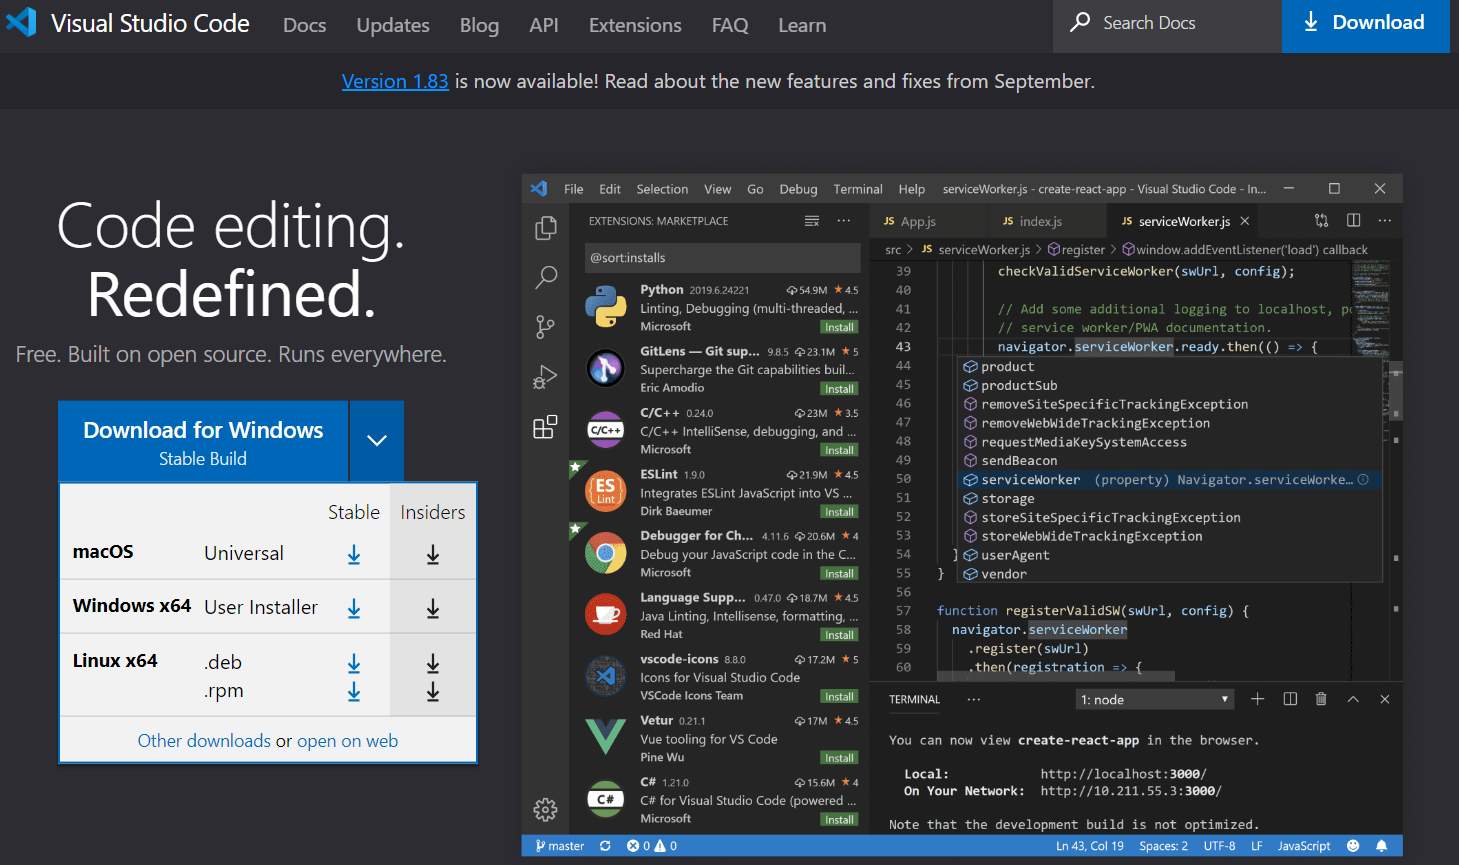 Visual Studio Code Docs Updates Blog API Extensions FAQ Learn Search Docs Download
Version 1.83 is now available! Read about the new features and fixes from September.
Code editing.
Redefined.
Free. Built on open source. Runs everywhere.
Download for Windows
Stable Build
Stable Insiders
macOS Universal
Windows x64 User Installer
Linux x64 .deb
.rpm
Other downloads or open on web
File Edit Selection View Go Debug Terminal Help serviceWorker.js - create-react-app - Visual Studio Code - In...
EXTENSIONS: MARKETPLACE
@sort:installs
Python 2019.6.24221 54.9M ★ 4.5
Linting, Debugging (multi-threaded, ...
Microsoft Install
GitLens — Git sup... 9.8.5 23.1M ★ 5
Supercharge the Git capabilities buil...
Eric Amodio Install
C/C++
C/C++ 0.24.0 23M ★ 3.5
C/C++ IntelliSense, debugging, and ...
Microsoft Install
ES
Lint
ESLint 1.9.0 21.9M ★ 4.5
Integrates ESLint JavaScript into VS ...
Dirk Baeumer Install
Debugger for Ch... 4.11.6 20.6M ★ 4
Debug your JavaScript code in the C...
Microsoft Install
Language Supp... 0.47.0 18.7M ★ 4.5
Java Linting, Intellisense, formatting, ...
Red Hat Install
vscode-icons 8.8.0 17.2M ★ 5
Icons for Visual Studio Code
VSCode Icons Team Install
Vetur 0.21.1 17M ★ 4.5
Vue tooling for VS Code
Pine Wu Install
C#
C# 1.21.0 15.6M ★ 4
C# for Visual Studio Code (powered ...
Microsoft Install
JS App.js JS index.js JS serviceWorker.js
src > JS serviceWorker.js > register > window.addEventListener('load') callback
39 checkValidServiceWorker(swUrl, config);
40
41 // Add some additional logging to localhost, po
42 // service worker/PWA documentation.
43 navigator.serviceWorker.ready.then(() => {
44 product
45 productSub
46 removeSiteSpecificTrackingException
47 removeWebWideTrackingException
48 requestMediaKeySystemAccess
49 sendBeacon
50 serviceWorker (property) Navigator.serviceWorke...
51 storage
52 storeSiteSpecificTrackingException
53 storeWebWideTrackingException
54 } userAgent
55 } vendor
56
57 function registerValidSW(swUrl, config) {
58 navigator.serviceWorker
59 .register(swUrl)
60 .then(registration => {
TERMINAL ... 1: node
You can now view create-react-app in the browser.
Local: http://localhost:3000/
On Your Network: http://10.211.55.3:3000/
Note that the development build is not optimized.
master 0 0 Ln 43, Col 19 Spaces: 2 UTF-8 LF JavaScript